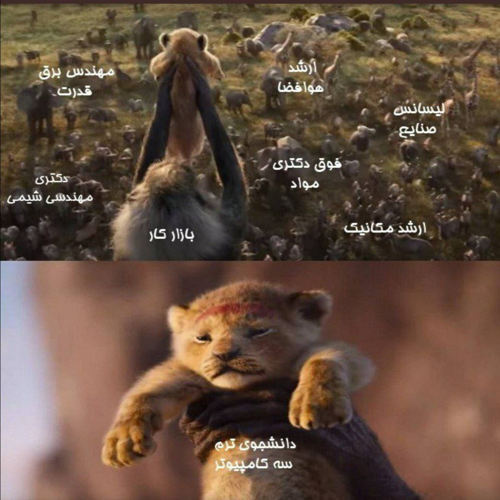 مهندس برق
قدرت
ارشد
هوافضا
لیسانس
صنایع
فوق دکتری
مواد
دکتری
مهندسی شیمی
بازار کار
ارشد مکانیک
دانشجوی ترم
سه کامپیوتر